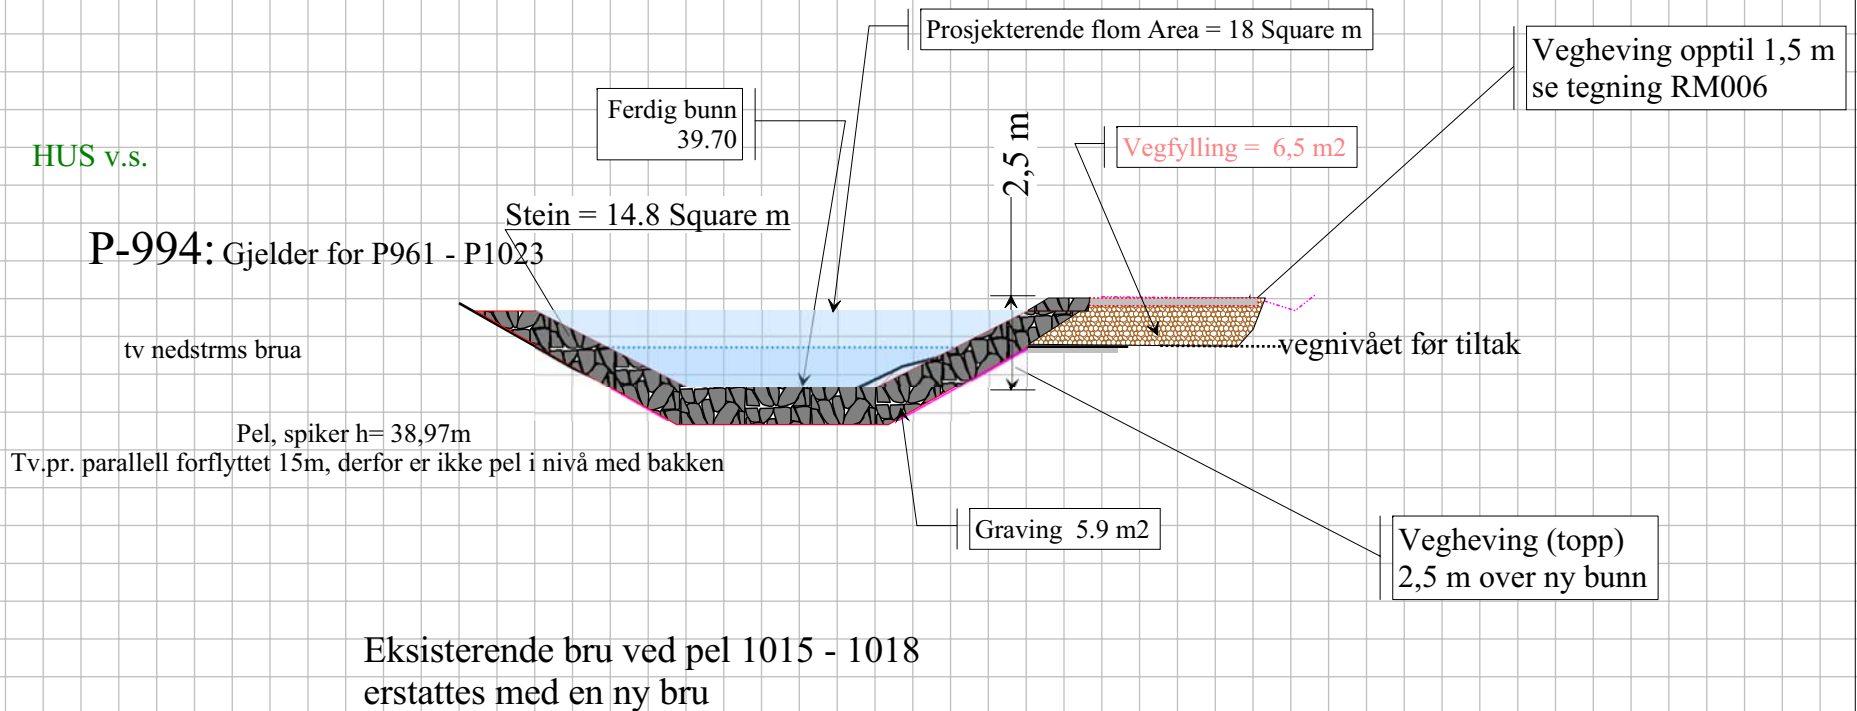 Prosjekterende flom Area = 18 Square m
Vegheving opptil 1,5 m
se tegning RM006
Ferdig bunn
39.70
2,5 m
Vegfylling =  6,5 m2
HUS v.s.
Stein = 14.8 Square m
P-994: Gjelder for P961 - P1023
tv nedstrms brua
vegnivået før tiltak
Pel, spiker h= 38,97m
Tv.pr. parallell forflyttet 15m, derfor er ikke pel i nivå med bakken
Graving  5.9 m2
Vegheving (topp)
2,5 m over ny bunn
Eksisterende bru ved pel 1015 - 1018
erstattes med en ny bru